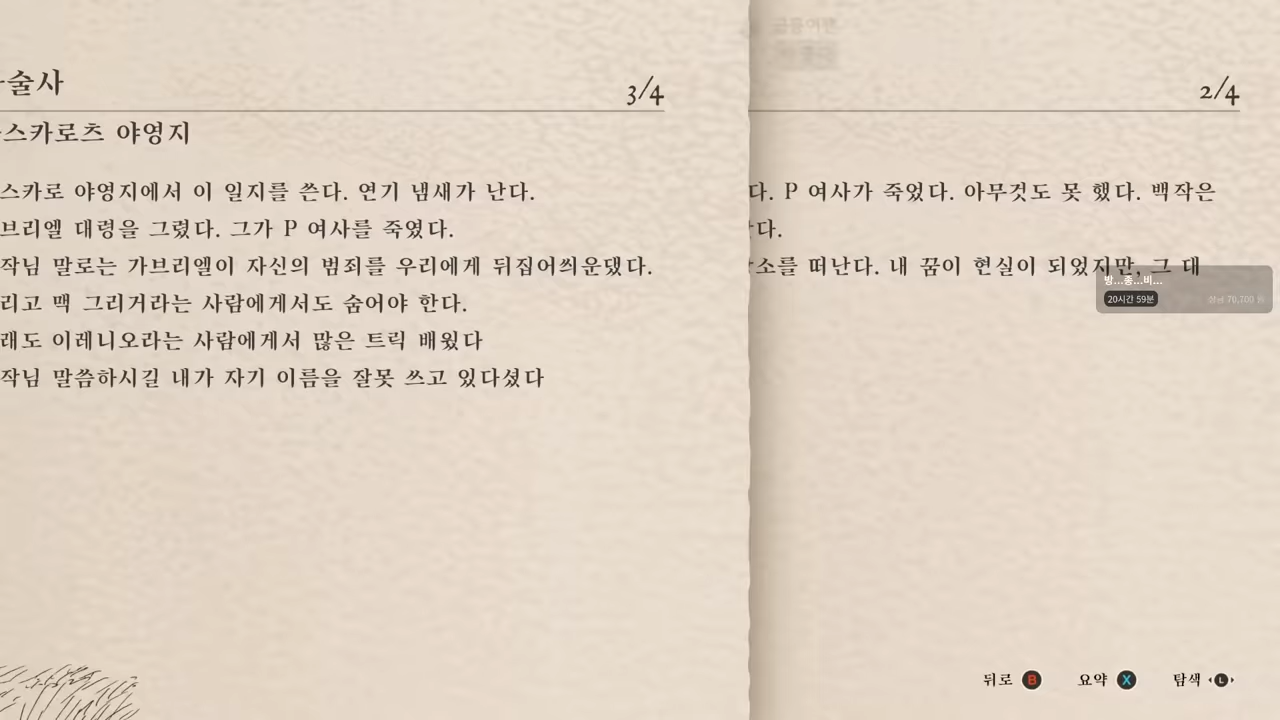 술사
3/4
스카로츠 야영지
스카로 야영지에서 이 일지를 쓴다. 연기 냄새가 난다.
브리엘 대령을 그렸다. 그가 P 여사를 죽였다.
작님 말로는 가브리엘이 자신의 범죄를 우리에게 뒤집어씌운댔다.
리고 맥 그리거라는 사람에게서도 숨어야 한다.
래도 이레니오라는 사람에게서 많은 트릭 배웠다
작님 말씀하시길 내가 자기 이름을 잘못 쓰고 있다셨다
2/4
다. P 여사가 죽었다. 아무것도 못 했다. 백작은
다.
소를 떠난다. 내 꿈이 현실이 되었지만, 그 대
방...종...비...
20시간 59분
상금 70,700
뒤로 B
요약 X
탐색 L